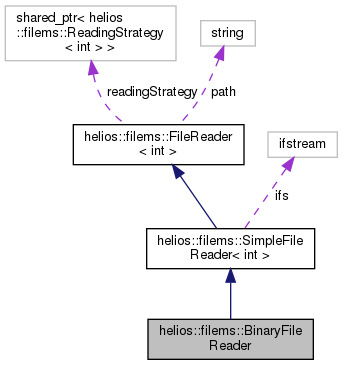 shared_ptr< helios
::filems::ReadingStrategy
< int > >
string
readingStrategy
path
helios::filems::FileReader
< int >
ifstream
ifs
helios::filems::SimpleFile
Reader< int >
helios::filems::BinaryFile
Reader